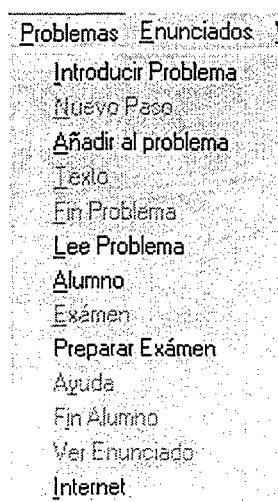 Problemas Enunciados
Introducir Problema
Nuevo Paso
Añadir al problema
Texto
Fin Problema
Lee Problema
Alumno
Exámen
Preparar Exámen
Ayuda
Fin Alumno
Ver Enunciado
Internet